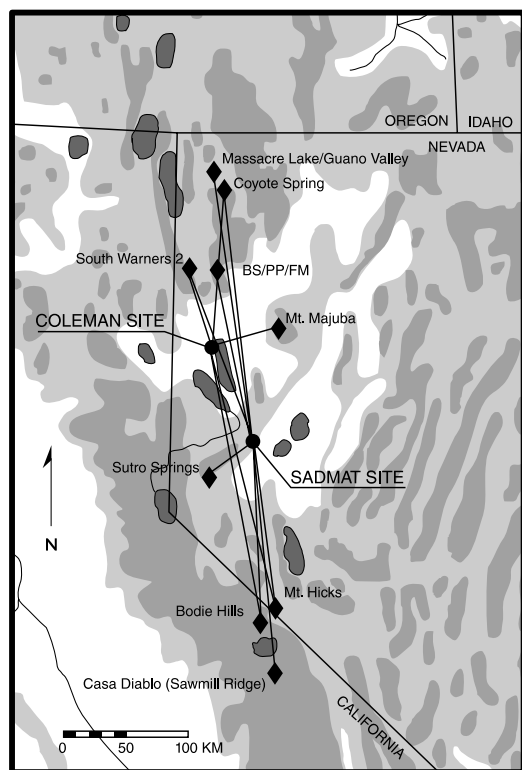 OREGON
IDAHO
NEVADA
Massacre Lake/Guano Valley
Coyote Spring
South Warners 2
BS/PP/FM
COLEMAN SITE
Mt. Majuba
Sutro Springs
SADMAT SITE
N
Mt. Hicks
Bodie Hills
Casa Diablo (Sawmill Ridge)
CALIFORNIA
0 50 100 KM